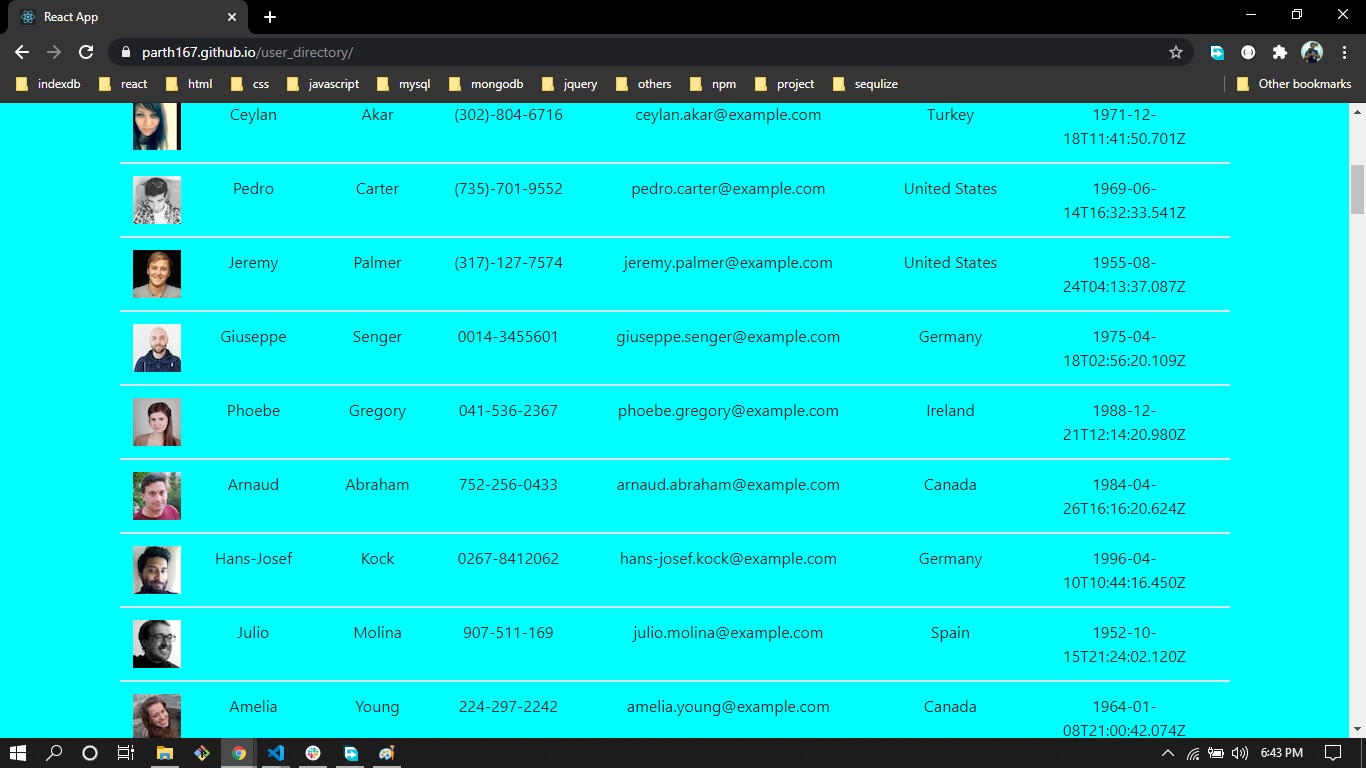 React App
parth167.github.io/user_directory/
indexdb react html css javascript mysql mongodb jquery others npm project sequlize Other bookmarks
Ceylan Akar (302)-804-6716 ceylan.akar@example.com Turkey 1971-12-
18T11:41:50.701Z
Pedro Carter (735)-701-9552 pedro.carter@example.com United States 1969-06-
14T16:32:33.541Z
Jeremy Palmer (317)-127-7574 jeremy.palmer@example.com United States 1955-08-
24T04:13:37.087Z
Giuseppe Senger 0014-3455601 giuseppe.senger@example.com Germany 1975-04-
18T02:56:20.109Z
Phoebe Gregory 041-536-2367 phoebe.gregory@example.com Ireland 1988-12-
21T12:14:20.980Z
Arnaud Abraham 752-256-0433 arnaud.abraham@example.com Canada 1984-04-
26T16:16:20.624Z
Hans-Josef Kock 0267-8412062 hans-josef.kock@example.com Germany 1996-04-
10T10:44:16.450Z
Julio Molina 907-511-169 julio.molina@example.com Spain 1952-10-
15T21:24:02.120Z
Amelia Young 224-297-2242 amelia.young@example.com Canada 1964-01-
08T21:00:42.074Z
6:43 PM